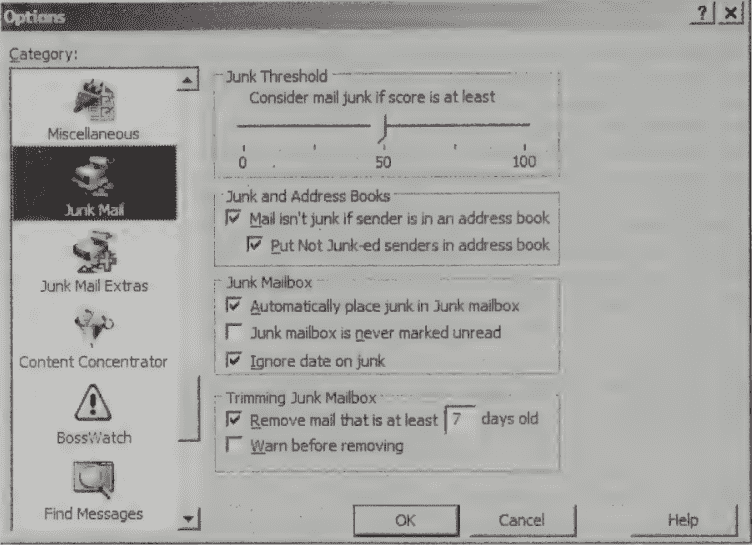 Options
Category:
Miscellaneous
Junk Mail
Junk Mail Extras
Content Concentrator
BossWatch
Find Messages
Junk Threshold
Consider mail junk if score is at least
0 50 100
Junk and Address Books
Mail isn't junk if sender is in an address book
Put Not Junk-ed senders in address book
Junk Mailbox
Automatically place junk in Junk mailbox
Junk mailbox is never marked unread
Ignore date on junk
Trimming Junk Mailbox
Remove mail that is at least 7 days old
Warn before removing
OK Cancel Help